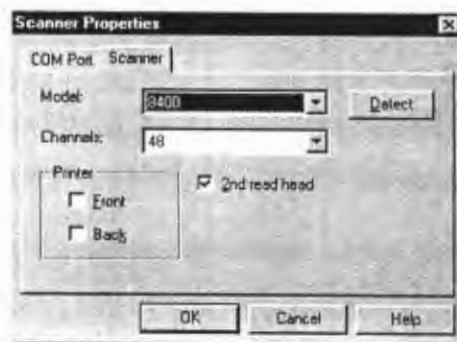 Scanner Properties
COM Port Scanner
Model: 8400 Detect
Channels: 48
Printer
Front
Back
2nd read head
OK Cancel Help